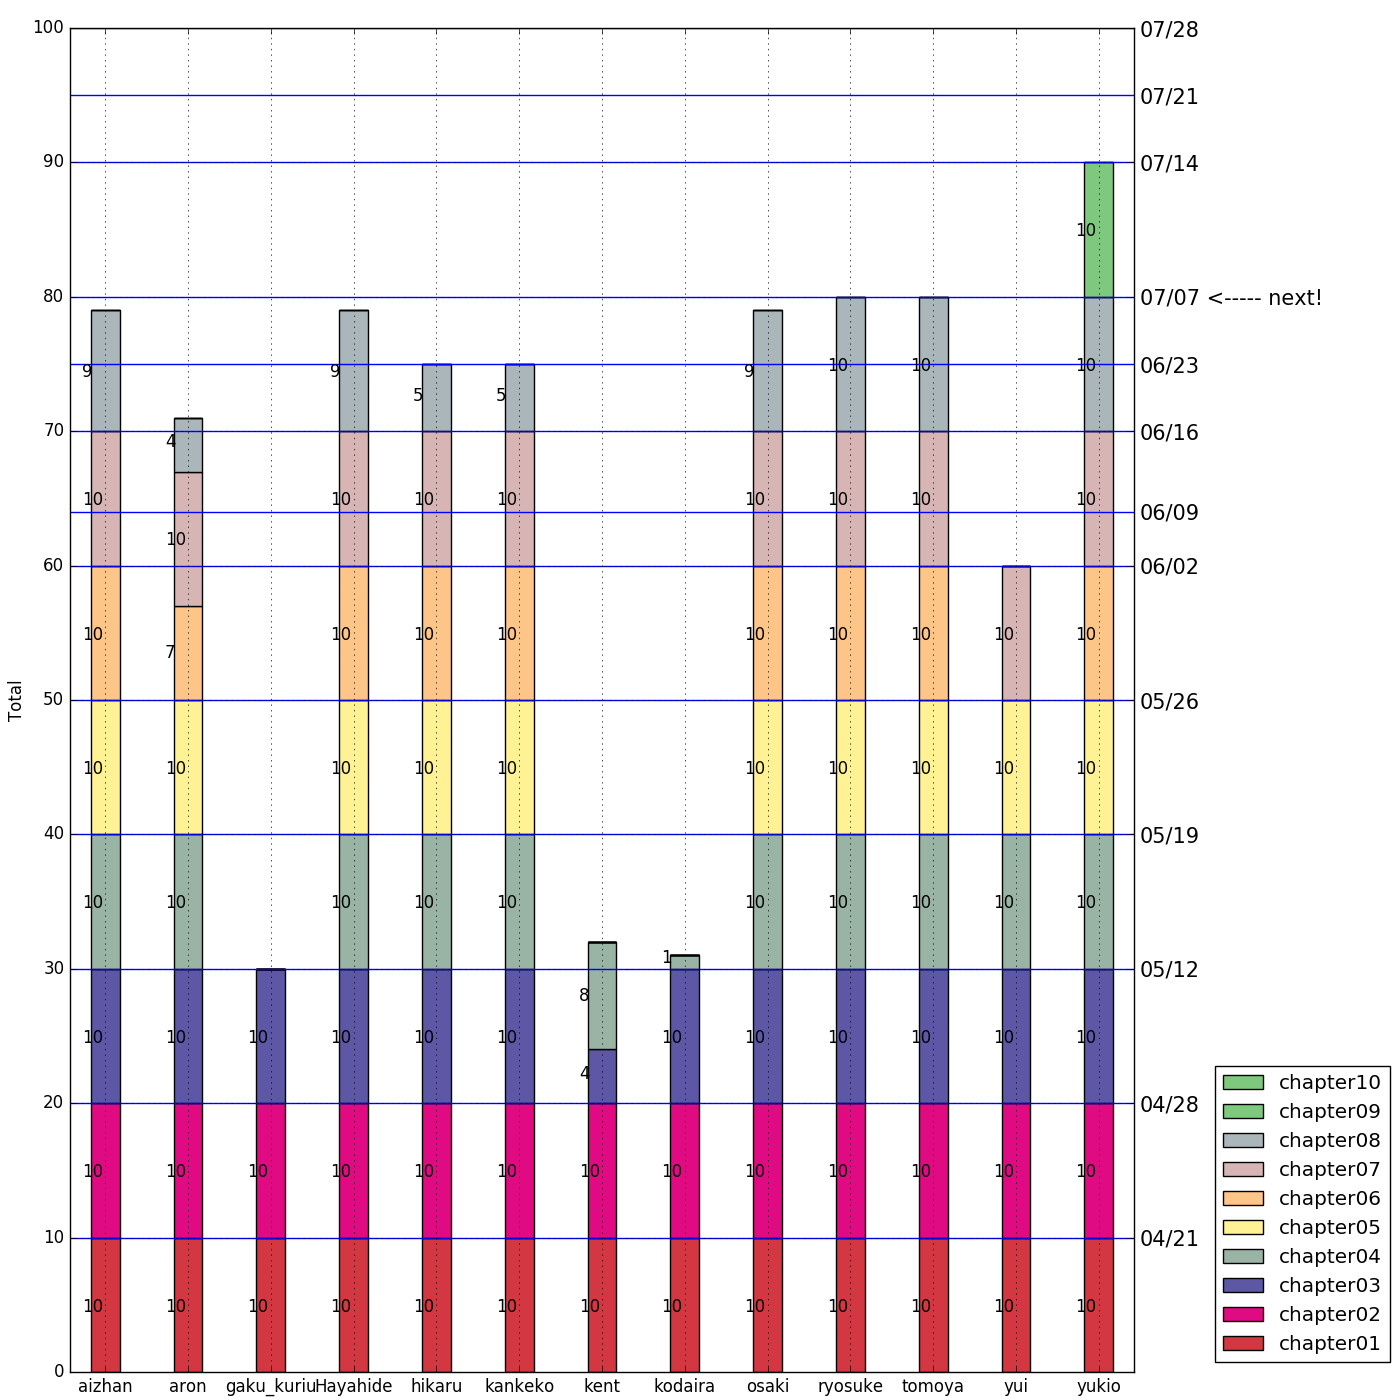 100
90
80
70
60
50
40
30
20
10
0
Total
07/28
07/21
07/14
07/07 <----- next!
06/23
06/16
06/09
06/02
05/26
05/19
05/12
04/28
04/21
10
10 10 10
9 9 9
5 5
4
10 10 10 10 10 10 10 10
10
7
10 10 10 10 10 10 10 10 10
10 10 10 10 10 10 10 10 10 10
10 10 10 10 10 10 10 10 10 10
1
8
10 10 10 10 10 10 10 10 10 10 10 10
4
10 10 10 10 10 10 10 10 10 10 10 10 10
10 10 10 10 10 10 10 10 10 10 10 10 10
aizhan aron gaku_kuriu Hayahide hikaru kankeko kent kodaira osaki ryosuke tomoya yui yukio
chapter10
chapter09
chapter08
chapter07
chapter06
chapter05
chapter04
chapter03
chapter02
chapter01